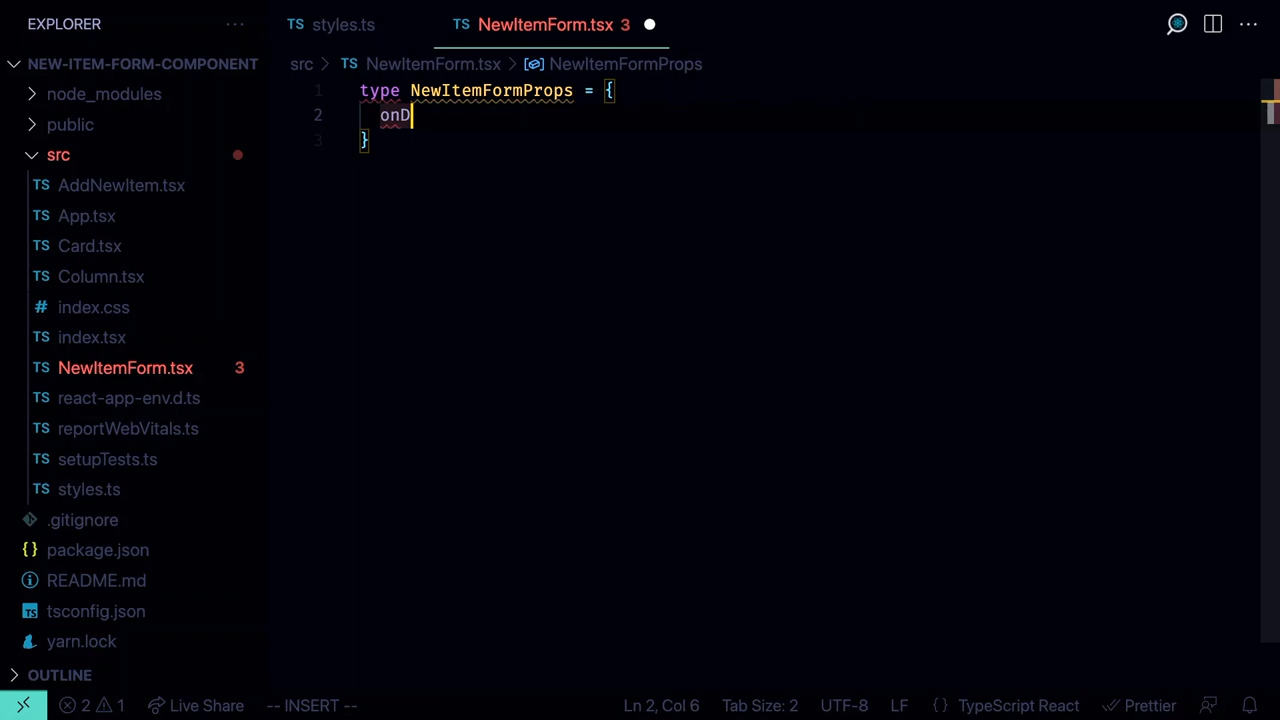 EXPLORER
NEW-ITEM-FORM-COMPONENT
node_modules
public
src
TS AddNewItem.tsx
TS App.tsx
TS Card.tsx
TS Column.tsx
# index.css
TS index.tsx
TS NewItemForm.tsx 3
TS react-app-env.d.ts
TS reportWebVitals.ts
TS setupTests.ts
TS styles.ts
.gitignore
{} package.json
README.md
TS tsconfig.json
yarn.lock
OUTLINE
TS styles.ts
TS NewItemForm.tsx 3
src > TS NewItemForm.tsx > NewItemFormProps
1 type NewItemFormProps = {
2 onD
3 }
2 1 Live Share -- INSERT -- Ln 2, Col 6 Tab Size: 2 UTF-8 LF {} TypeScript React Prettier